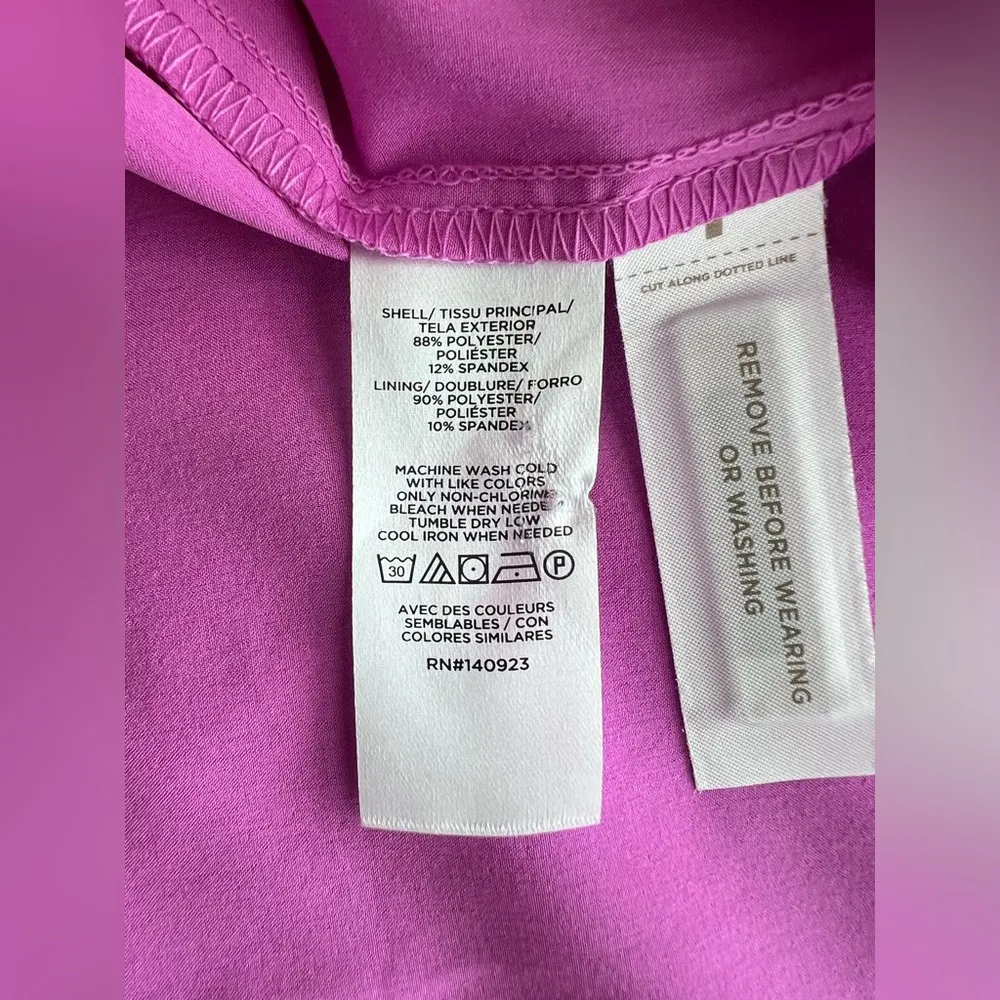 SHELL/ TISSU PRINCIPAL/
TELA EXTERIOR
88% POLYESTER/
POLIÉSTER
12% SPANDEX
LINING/ DOUBLURE/ FORRO
90% POLYESTER/
POLIÉSTER
10% SPANDEX
MACHINE WASH COLD
WITH LIKE COLORS
ONLY NON-CHLORINE
BLEACH WHEN NEEDE
TUMBLE DRY LOW
COOL IRON WHEN NEEDED
30 P
AVEC DES COULEURS
SEMBLABLES / CON
COLORES SIMILARES
RN#140923
CUT ALONG DOTTED LINE
REMOVE BEFORE WEARING
OR WASHING